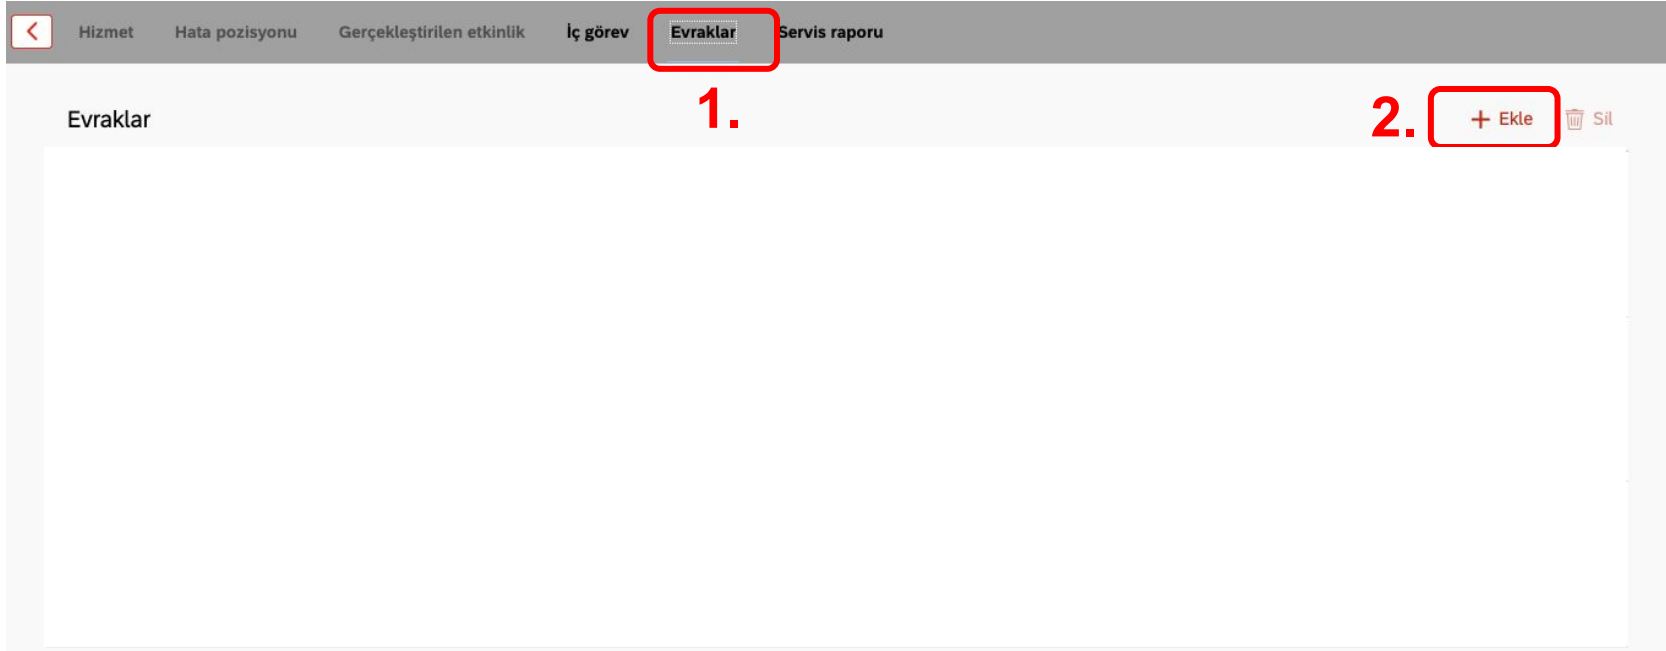 Hizmet Hata pozisyonu Gerçekleştirilen etkinlik İç görev Evraklar Servis raporu
1.
Evraklar 2. + Ekle Sil